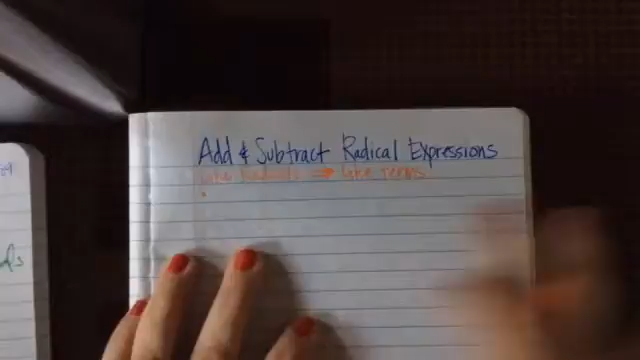 Add & Subtract Radical Expressions
like Radicals → like terms